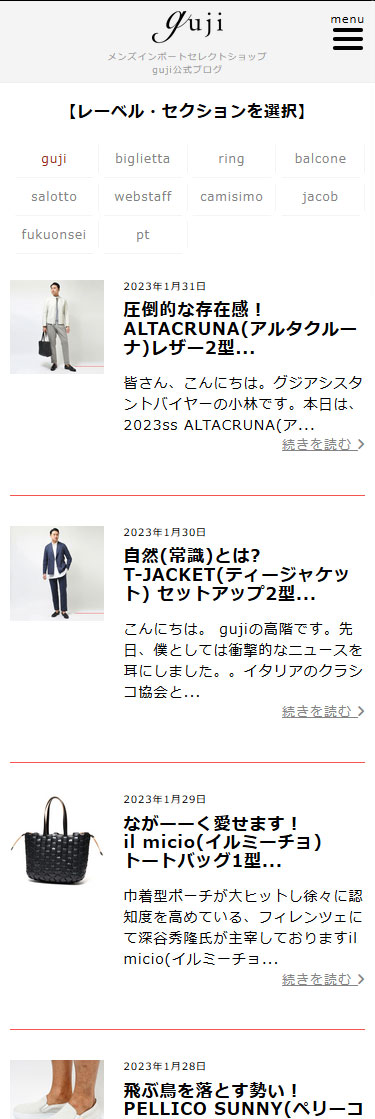 guji
menu
メンズインポートセレクトショップ
guji公式ブログ
【レーベル・セクションを選択】
guji
biglietta
ring
balcone
salotto
webstaff
camisimo
jacob
fukuonsei
pt
2023年1月31日
圧倒的な存在感！
ALTACRUNA(アルタクルー
ナ)レザー2型...
皆さん、こんにちは。グジアシスタ
ントバイヤーの小林です。本日は、
2023ss ALTACRUNA(ア...
続きを読む
2023年1月30日
自然(常識)とは?
T-JACKET(ティージャケッ
ト) セットアップ2型...
こんにちは。 gujiの高階です。先
日、僕としては衝撃的なニュースを
耳にしました。。イタリアのクラシ
コ協会と...
続きを読む
2023年1月29日
ながーーく愛せます！
il micio(イルミーチョ)
トートバッグ1型...
巾着型ポーチが大ヒットし徐々に認
知度を高めている、フィレンツェに
て深谷秀隆氏が主宰しておりますil
micio(イルミーチョ...
続きを読む
2023年1月28日
飛ぶ鳥を落とす勢い！
PELLICO SUNNY(ペリーコ